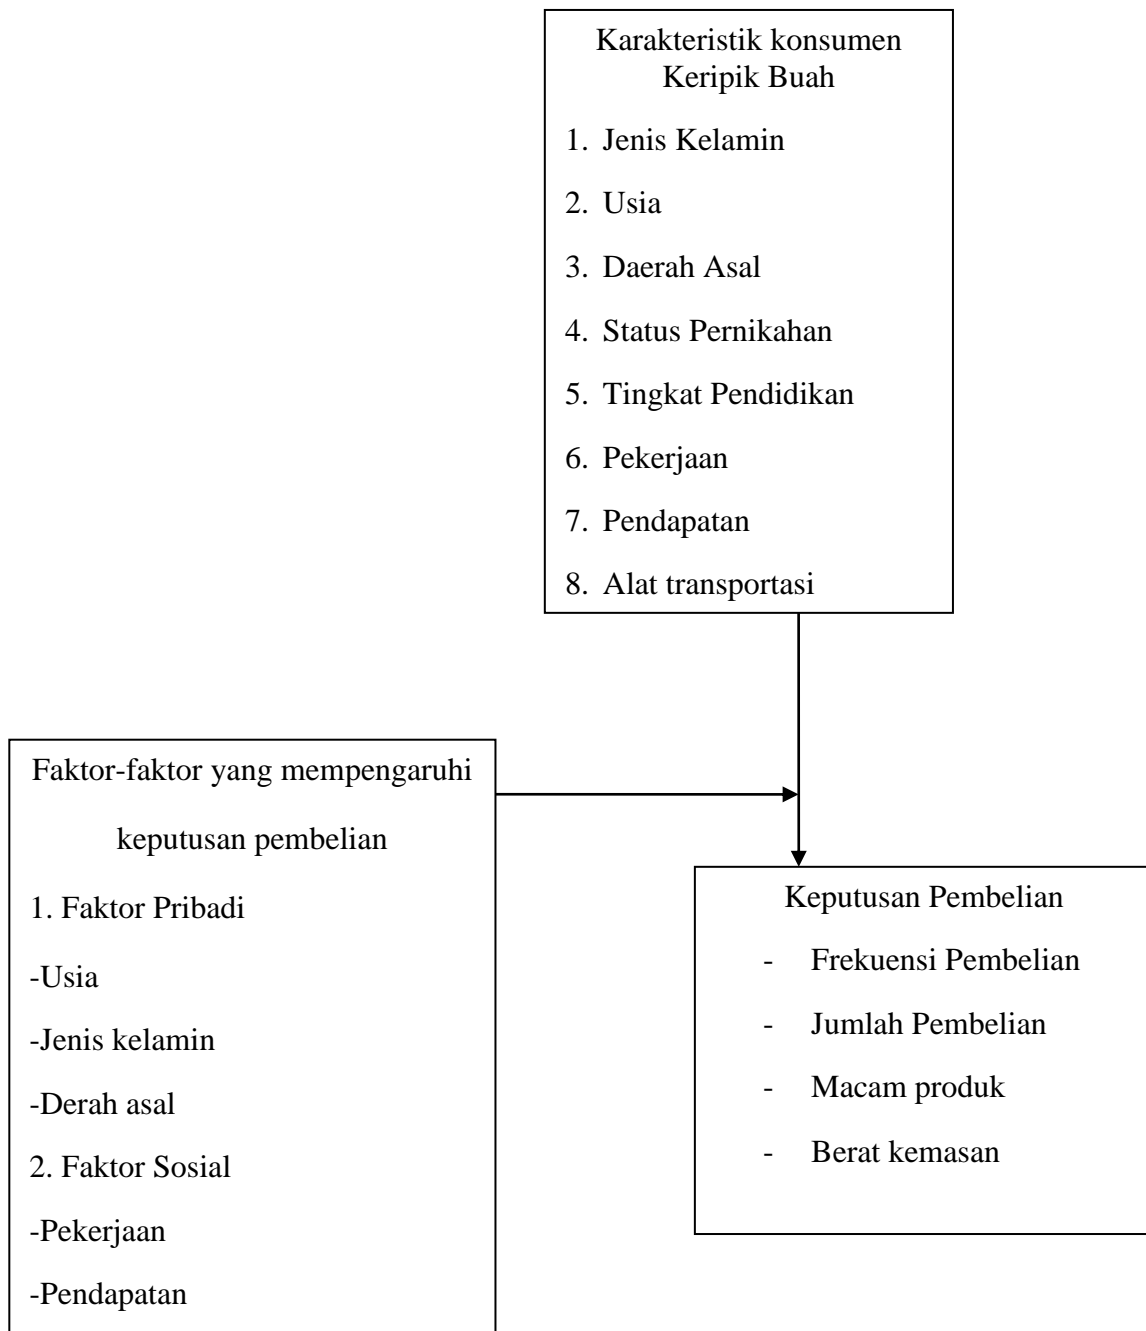 Karakteristik konsumen
Keripik Buah
1. Jenis Kelamin
2. Usia
3. Daerah Asal
4. Status Pernikahan
5. Tingkat Pendidikan
6. Pekerjaan
7. Pendapatan
8. Alat transportasi
Faktor-faktor yang mempengaruhi
keputusan pembelian
1. Faktor Pribadi
-Usia
-Jenis kelamin
-Derah asal
2. Faktor Sosial
-Pekerjaan
-Pendapatan
Keputusan Pembelian
- Frekuensi Pembelian
- Jumlah Pembelian
- Macam produk
- Berat kemasan